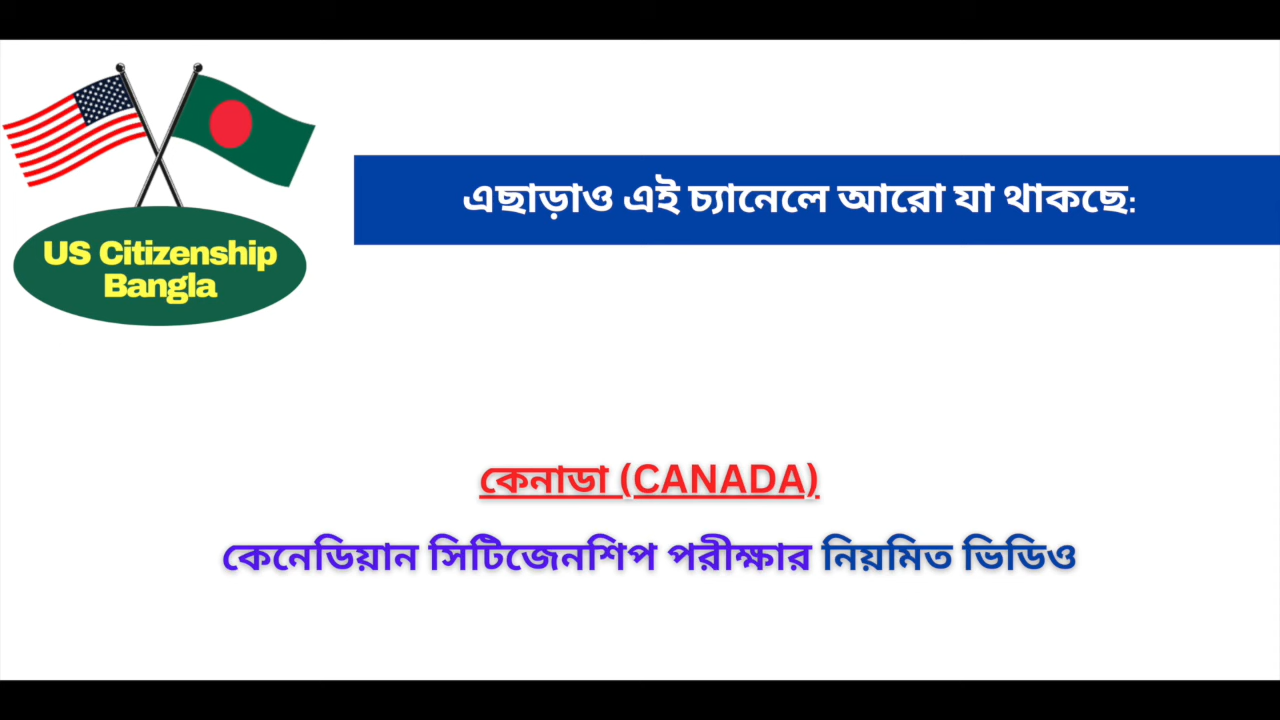 US Citizenship
Bangla
এছাড়াও এই চ্যানেলে আরো যা থাকছে:
কেনাডা (CANADA)
কেনেডিয়ান সিটিজেনশিপ পরীক্ষার নিয়মিত ভিডিও